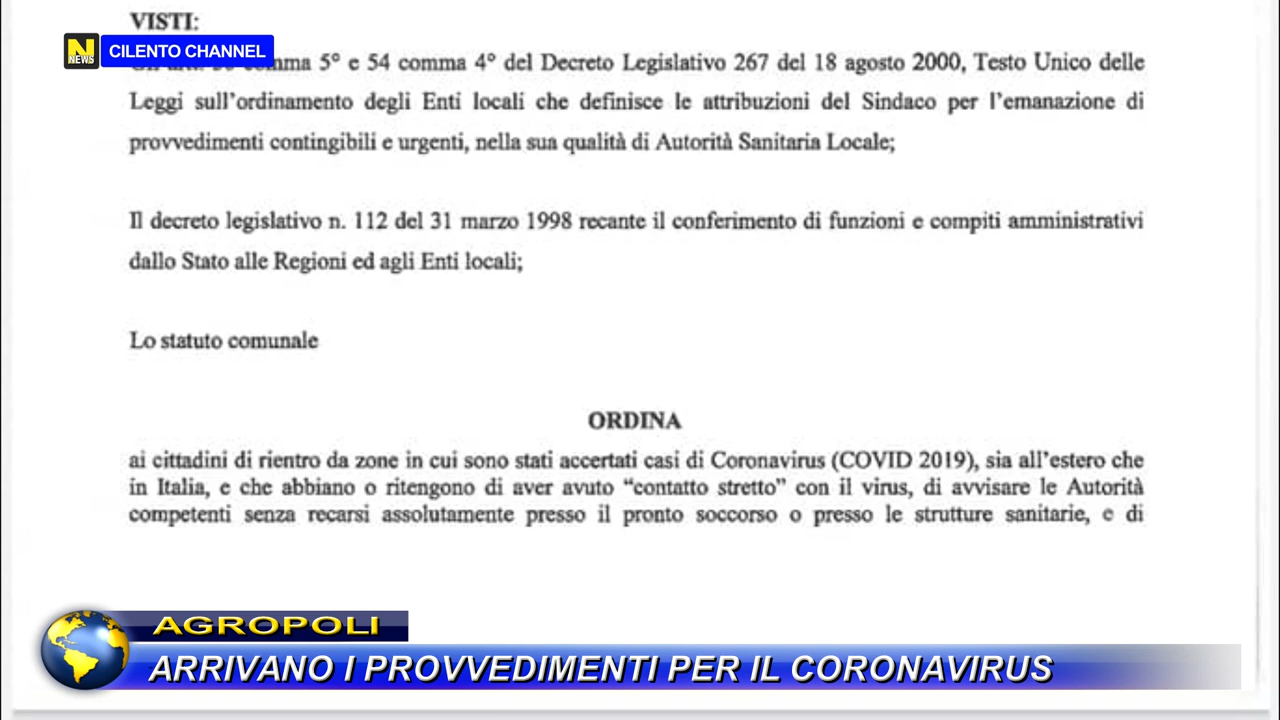 VISTI:
N NEWS CILENTO CHANNEL
comma 5° e 54 comma 4° del Decreto Legislativo 267 del 18 agosto 2000, Testo Unico delle
Leggi sull'ordinamento degli Enti locali che definisce le attribuzioni del Sindaco per l'emanazione di
provvedimenti contingibili e urgenti, nella sua qualità di Autorità Sanitaria Locale;
Il decreto legislativo n. 112 del 31 marzo 1998 recante il conferimento di funzioni e compiti amministrativi
dallo Stato alle Regioni ed agli Enti locali;
Lo statuto comunale
ORDINA
ai cittadini di rientro da zone in cui sono stati accertati casi di Coronavirus (COVID 2019), sia all'estero che
in Italia, e che abbiano o ritengono di aver avuto "contatto stretto" con il virus, di avvisare le Autorità
competenti senza recarsi assolutamente presso il pronto soccorso o presso le strutture sanitarie, e di
AGROPOLI
ARRIVANO I PROVVEDIMENTI PER IL CORONAVIRUS